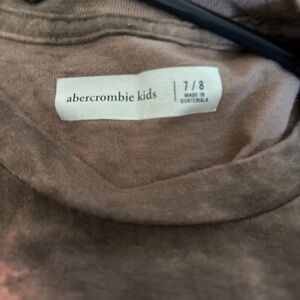 abercrombie kids
7 / 8
MADE IN
GUATEMALA